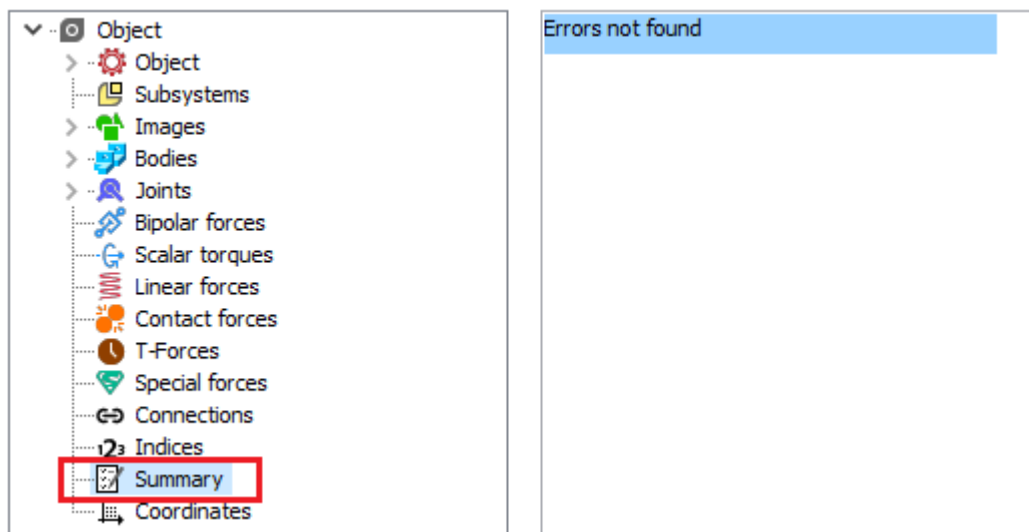 Object
Object
Subsystems
Images
Bodies
Joints
Bipolar forces
Scalar torques
Linear forces
Contact forces
T-Forces
Special forces
Connections
Indices
Summary
Coordinates
Errors not found